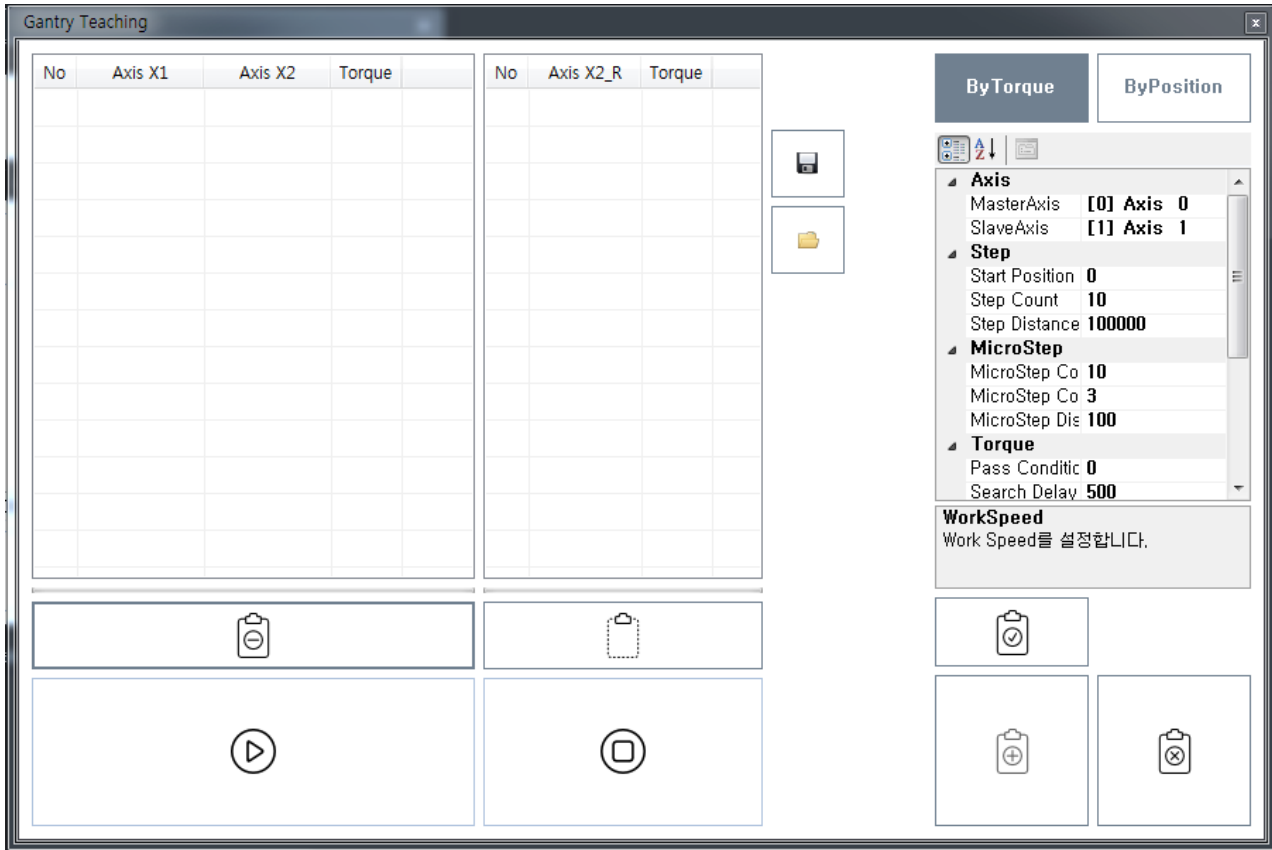 Gantry Teaching
No Axis X1 Axis X2 Torque
No Axis X2_R Torque
ByTorque ByPosition
Axis
MasterAxis [0] Axis 0
SlaveAxis [1] Axis 1
Step
Start Position 0
Step Count 10
Step Distance 100000
MicroStep
MicroStep Co 10
MicroStep Co 3
MicroStep Dis 100
Torque
Pass Conditic 0
Search Delay 500
WorkSpeed
Work Speed를 설정합니다.